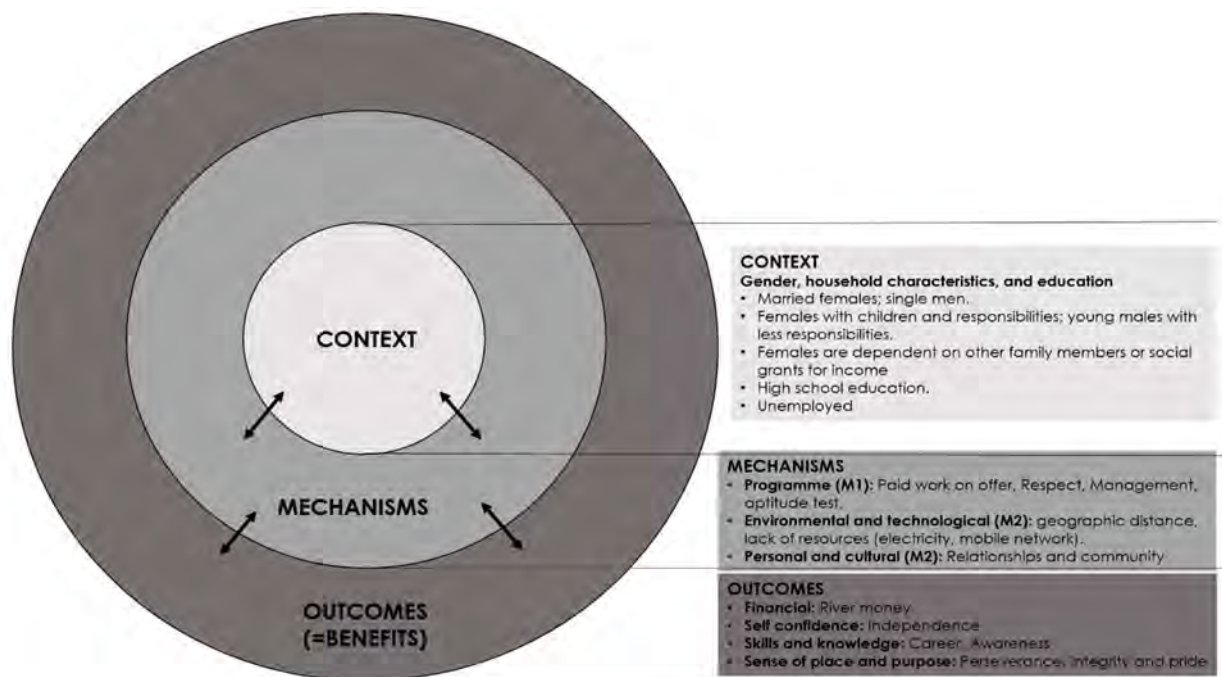 CONTEXT
MECHANISMS
OUTCOMES
(=BENEFITS)
CONTEXT
Gender, household characteristics, and education
• Married females; single men.
• Females with children and responsibilities; young males with
less responsibilities.
• Females are dependent on other family members or social
grants for income
• High school education.
• Unemployed
MECHANISMS
• Programme (M1): Paid work on offer, Respect, Management,
aptitude test.
• Environmental and technological (M2): geographic distance,
lack of resources (electricity, mobile network).
• Personal and cultural (M2): Relationships and community
OUTCOMES
• Financial: River money
• Self confidence: Independence
• Skills and knowledge: Career, Awareness
• Sense of place and purpose: Perseverance, integrity and pride